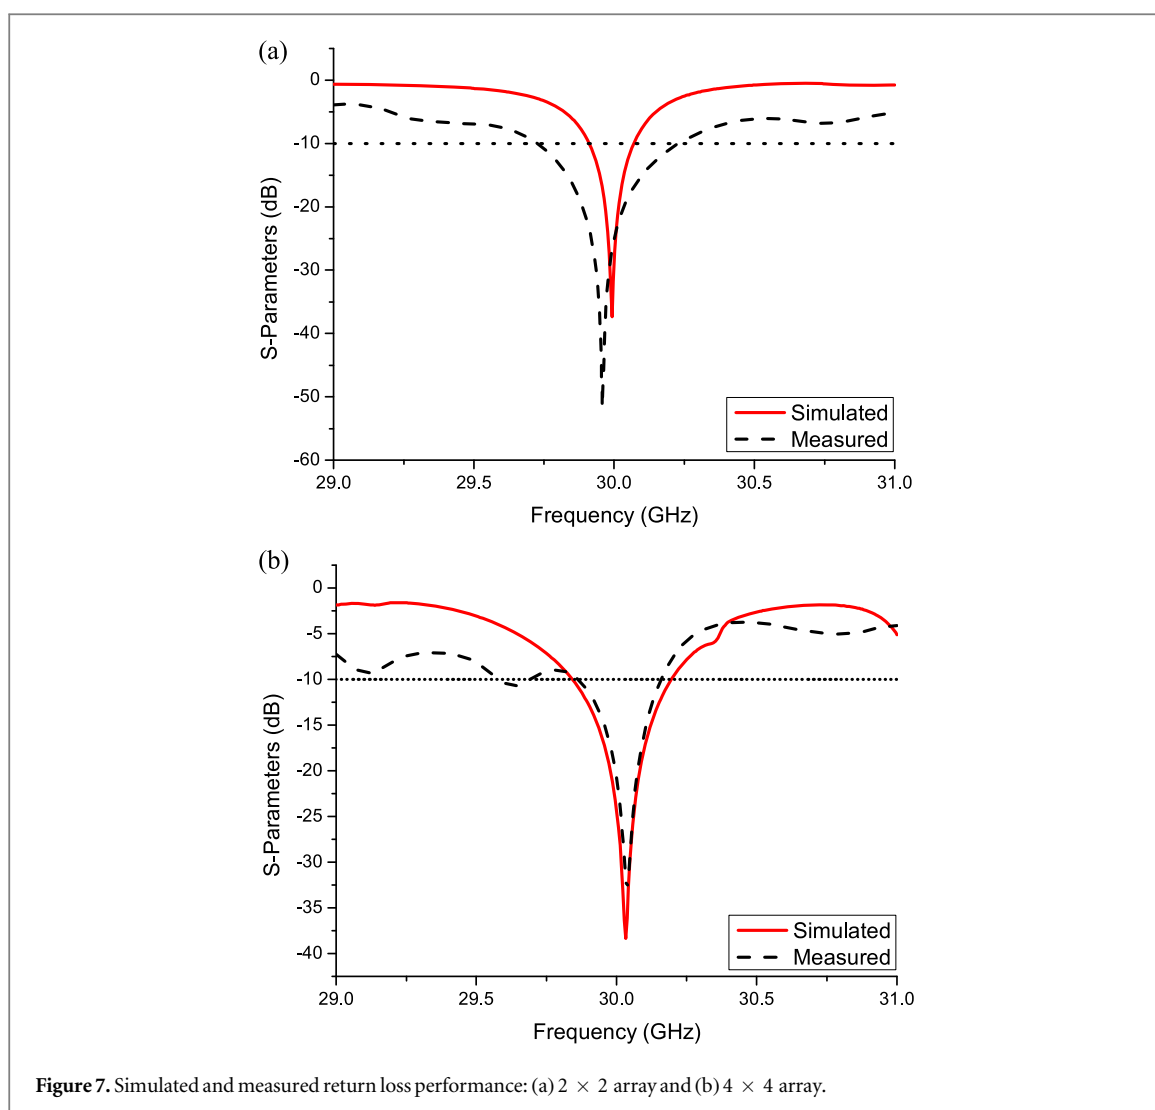 (a)
0
-10
-20
-30
-40
-50
-60
S-Parameters (dB)
29.0 29.5 30.0 30.5 31.0
Frequency (GHz)
Simulated
Measured
(b)
0
-5
-10
-15
-20
-25
-30
-35
-40
S-Parameters (dB)
29.0 29.5 30.0 30.5 31.0
Frequency (GHz)
Simulated
Measured
Figure 7. Simulated and measured return loss performance: (a) 2 × 2 array and (b) 4 × 4 array.